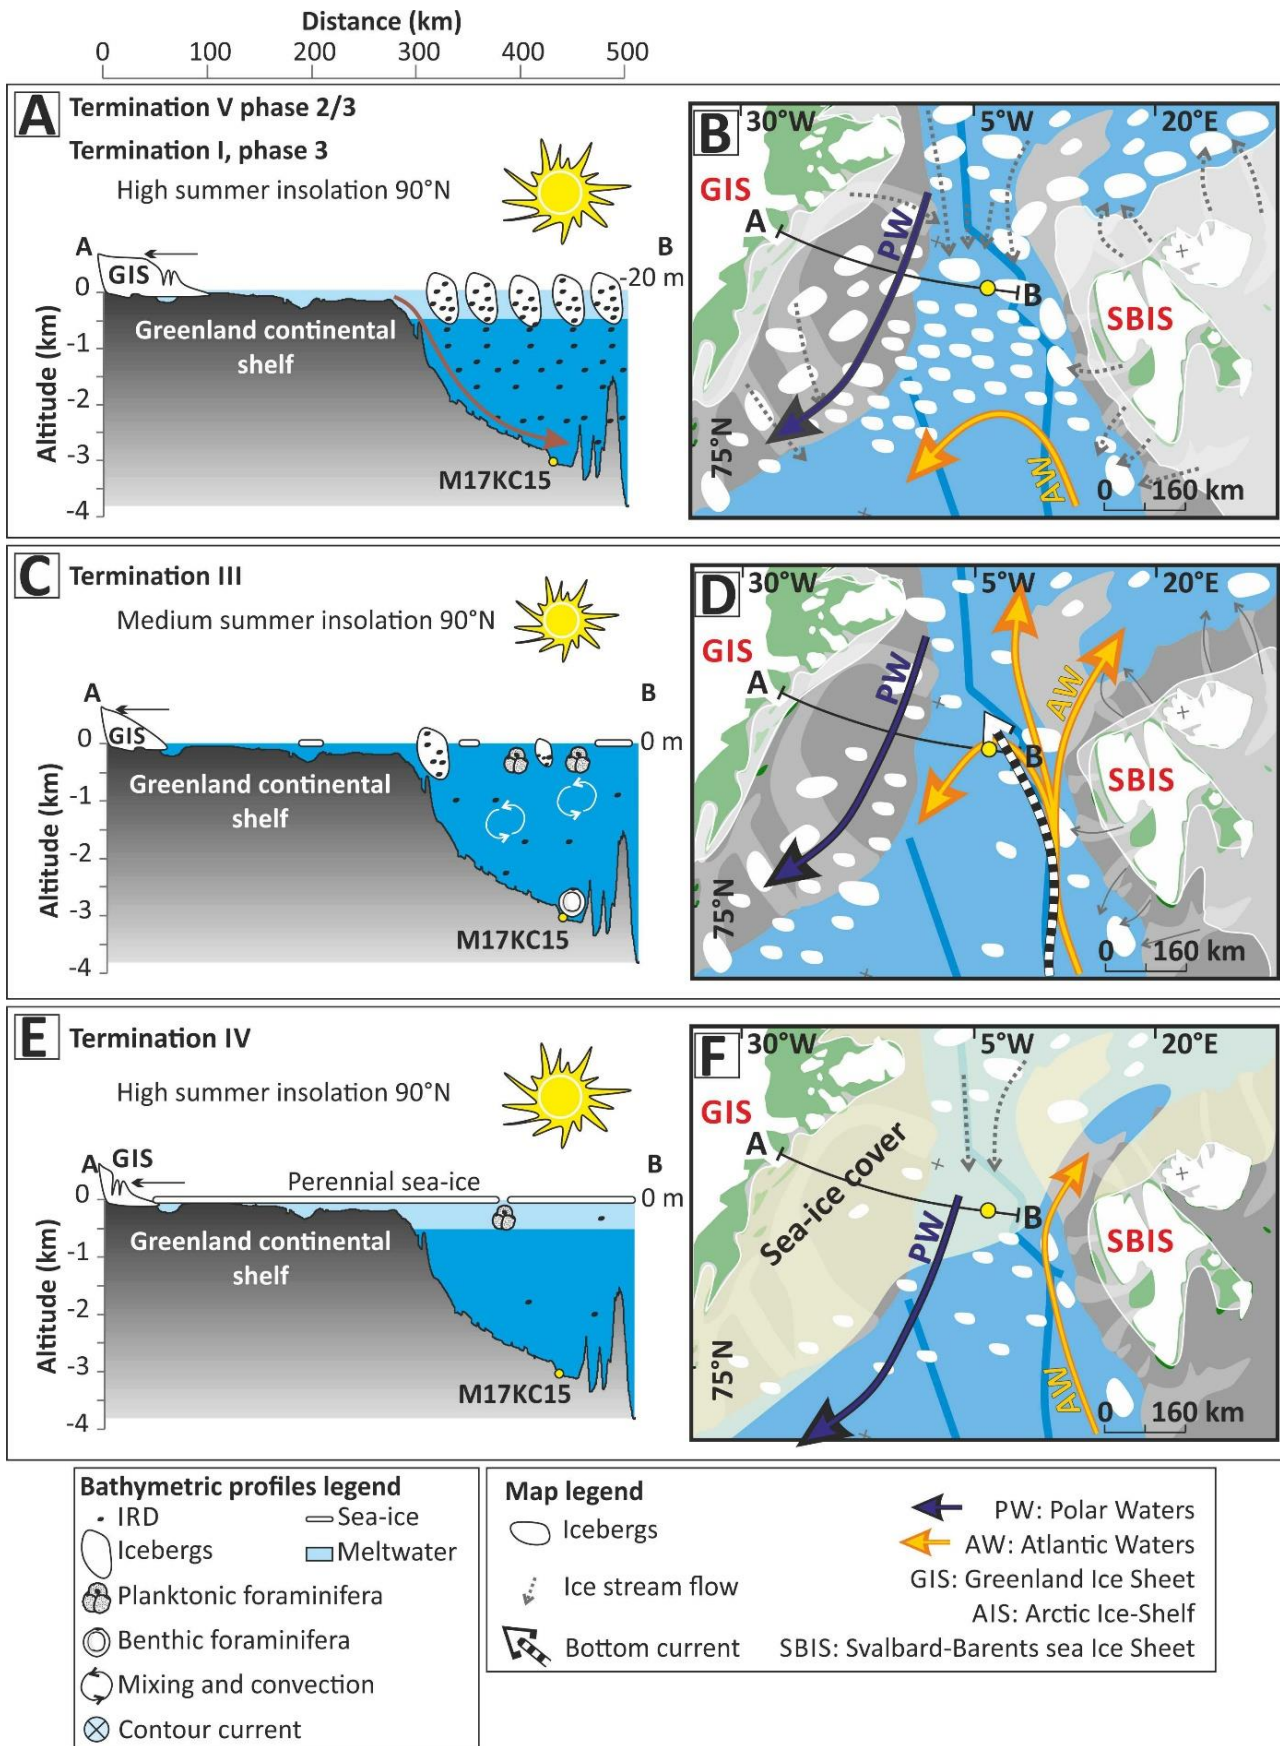 Distance (km)
0 100 200 300 400 500
A Termination V phase 2/3
Termination I, phase 3
High summer insolation 90°N
A
B
GIS
-20 m
0
-1
-2
-3
-4
Altitude (km)
Greenland continental
shelf
M17KC15
B
30°W 5°W 20°E
GIS
A
PW
B
SBIS
75°N
AW
0 160 km
C Termination III
Medium summer insolation 90°N
A
B
GIS
0 m
0
-1
-2
-3
-4
Altitude (km)
Greenland continental
shelf
M17KC15
D
30°W 5°W 20°E
GIS
A
PW
AW
B
SBIS
75°N
0 160 km
E Termination IV
High summer insolation 90°N
A GIS
B
Perennial sea-ice
0 m
0
-1
-2
-3
-4
Altitude (km)
Greenland continental
shelf
M17KC15
F
30°W 5°W 20°E
GIS
A
Sea-ice cover
PW
B
SBIS
75°N
AW
0 160 km
Bathymetric profiles legend
IRD
Sea-ice
Icebergs
Meltwater
Planktonic foraminifera
Benthic foraminifera
Mixing and convection
Contour current
Map legend
Icebergs
Ice stream flow
Bottom current
PW: Polar Waters
AW: Atlantic Waters
GIS: Greenland Ice Sheet
AIS: Arctic Ice-Shelf
SBIS: Svalbard-Barents sea Ice Sheet